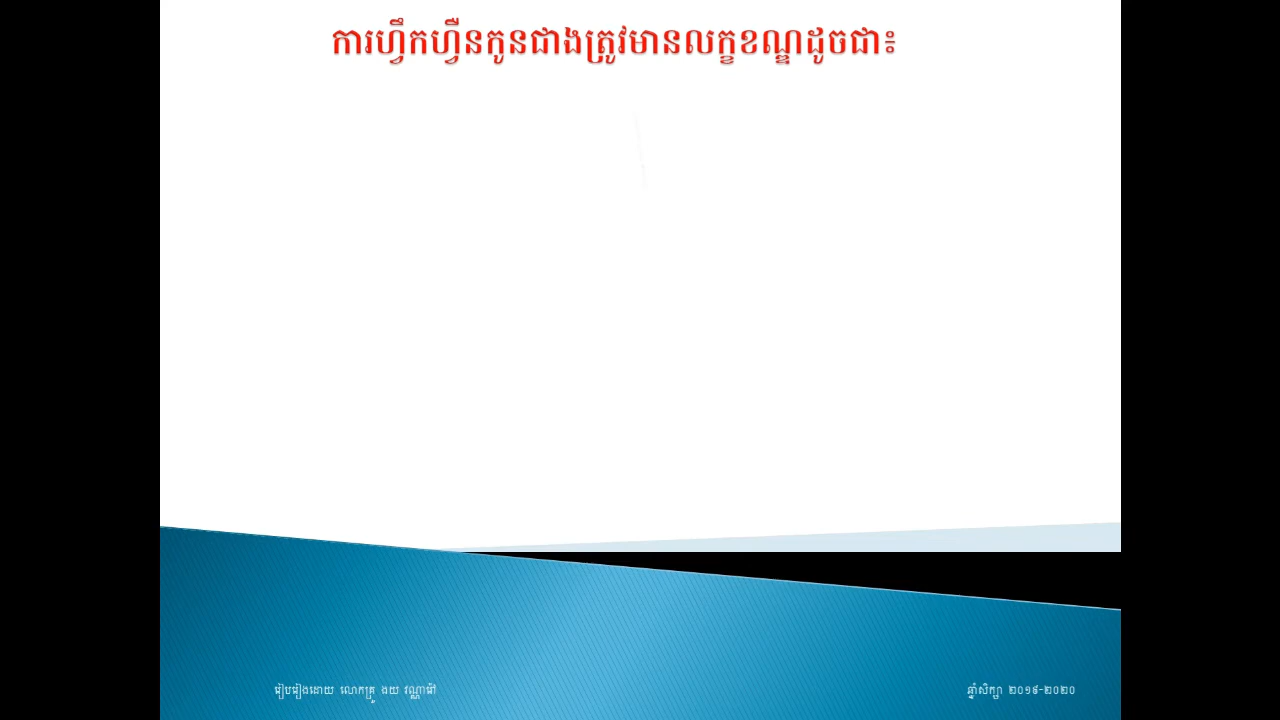 ការហ្វឹកហ្វឺនកូនជាងត្រូវមានលក្ខខណ្ឌដូចជា៖
រៀបរៀងដោយ លោកគ្រូ ងយ វណ្ណារ៉ៅ
ឆ្នាំសិក្សា ២០១៩-២០២០